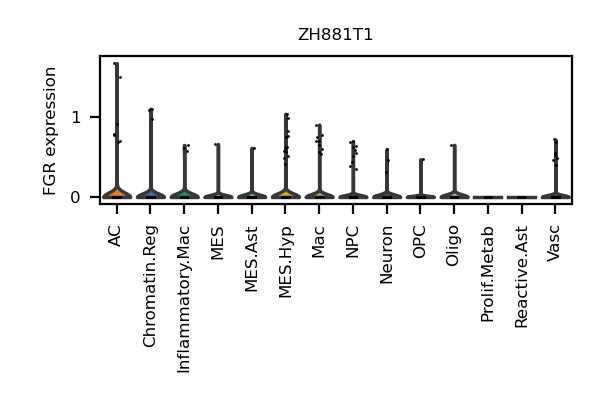 ZH881T1
FGR expression
1
0
AC
Chromatin.Reg
Inflammatory.Mac
MES
MES.Ast
MES.Hyp
Mac
NPC
Neuron
OPC
Oligo
Prolif.Metab
Reactive.Ast
Vasc